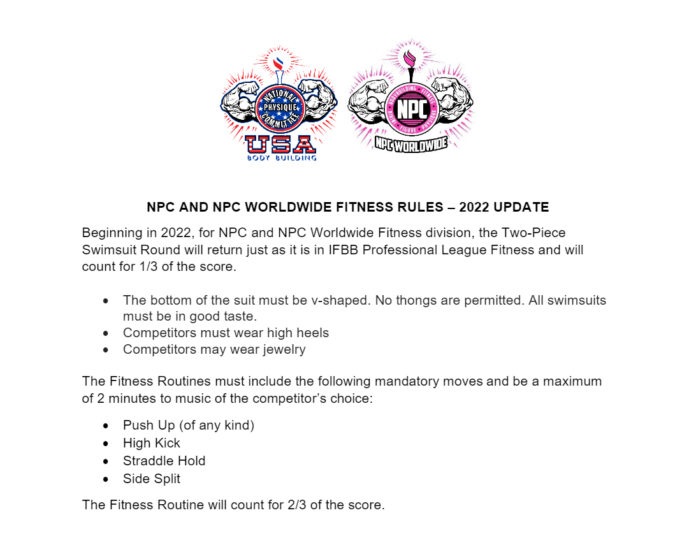 NATIONAL
PHYSIQUE
COMMITTEE
USA
BODY BUILDING
NPC
NPC WORLDWIDE
NPC AND NPC WORLDWIDE FITNESS RULES – 2022 UPDATE
Beginning in 2022, for NPC and NPC Worldwide Fitness division, the Two-Piece
Swimsuit Round will return just as it is in IFBB Professional League Fitness and will
count for 1/3 of the score.
• The bottom of the suit must be v-shaped. No thongs are permitted. All swimsuits
must be in good taste.
• Competitors must wear high heels
• Competitors may wear jewelry
The Fitness Routines must include the following mandatory moves and be a maximum
of 2 minutes to music of the competitor’s choice:
• Push Up (of any kind)
• High Kick
• Straddle Hold
• Side Split
The Fitness Routine will count for 2/3 of the score.